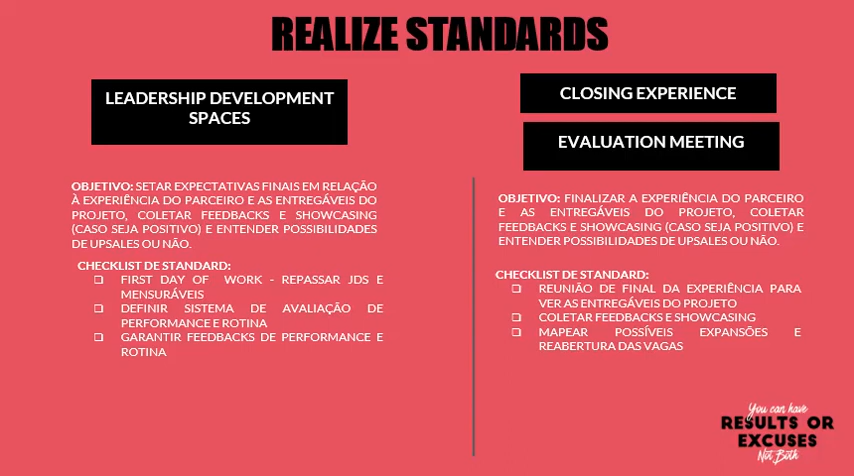 REALIZE STANDARDS
LEADERSHIP DEVELOPMENT
SPACES
OBJETIVO: SETAR EXPECTATIVAS FINAIS EM RELAÇÃO
À EXPERIÊNCIA DO PARCEIRO E AS ENTREGÁVEIS DO
PROJETO, COLETAR FEEDBACKS E SHOWCASING
(CASO SEJA POSITIVO) E ENTENDER POSSIBILIDADES
DE UPSALES OU NÃO.
CHECKLIST DE STANDARD:
❑ FIRST DAY OF WORK - REPASSAR JDS E
MENSURÁVEIS
❑ DEFINIR SISTEMA DE AVALIAÇÃO DE
PERFORMANCE E ROTINA
❑ GARANTIR FEEDBACKS DE PERFORMANCE E
ROTINA
CLOSING EXPERIENCE
EVALUATION MEETING
OBJETIVO: FINALIZAR A EXPERIÊNCIA DO PARCEIRO
E AS ENTREGÁVEIS DO PROJETO, COLETAR
FEEDBACKS E SHOWCASING (CASO SEJA POSITIVO) E
ENTENDER POSSIBILIDADES DE UPSALES OU NÃO.
CHECKLIST DE STANDARD:
❑ REUNIÃO DE FINAL DA EXPERIÊNCIA PARA
VER AS ENTREGÁVEIS DO PROJETO
❑ COLETAR FEEDBACKS E SHOWCASING
❑ MAPEAR POSSÍVEIS EXPANSÕES E
REABERTURA DAS VAGAS
You can have
RESULTS OR
EXCUSES
Not Both